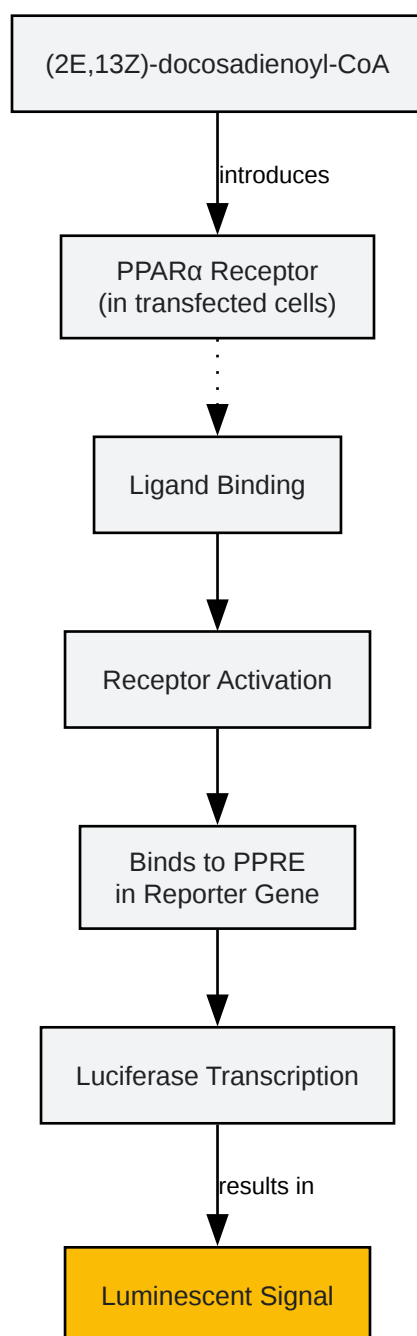 (2E,13Z)-docosadienoyl-CoA
introduces
PPARα Receptor
(in transfected cells)
Ligand Binding
Receptor Activation
Binds to PPRE
in Reporter Gene
Luciferase Transcription
results in
Luminescent Signal